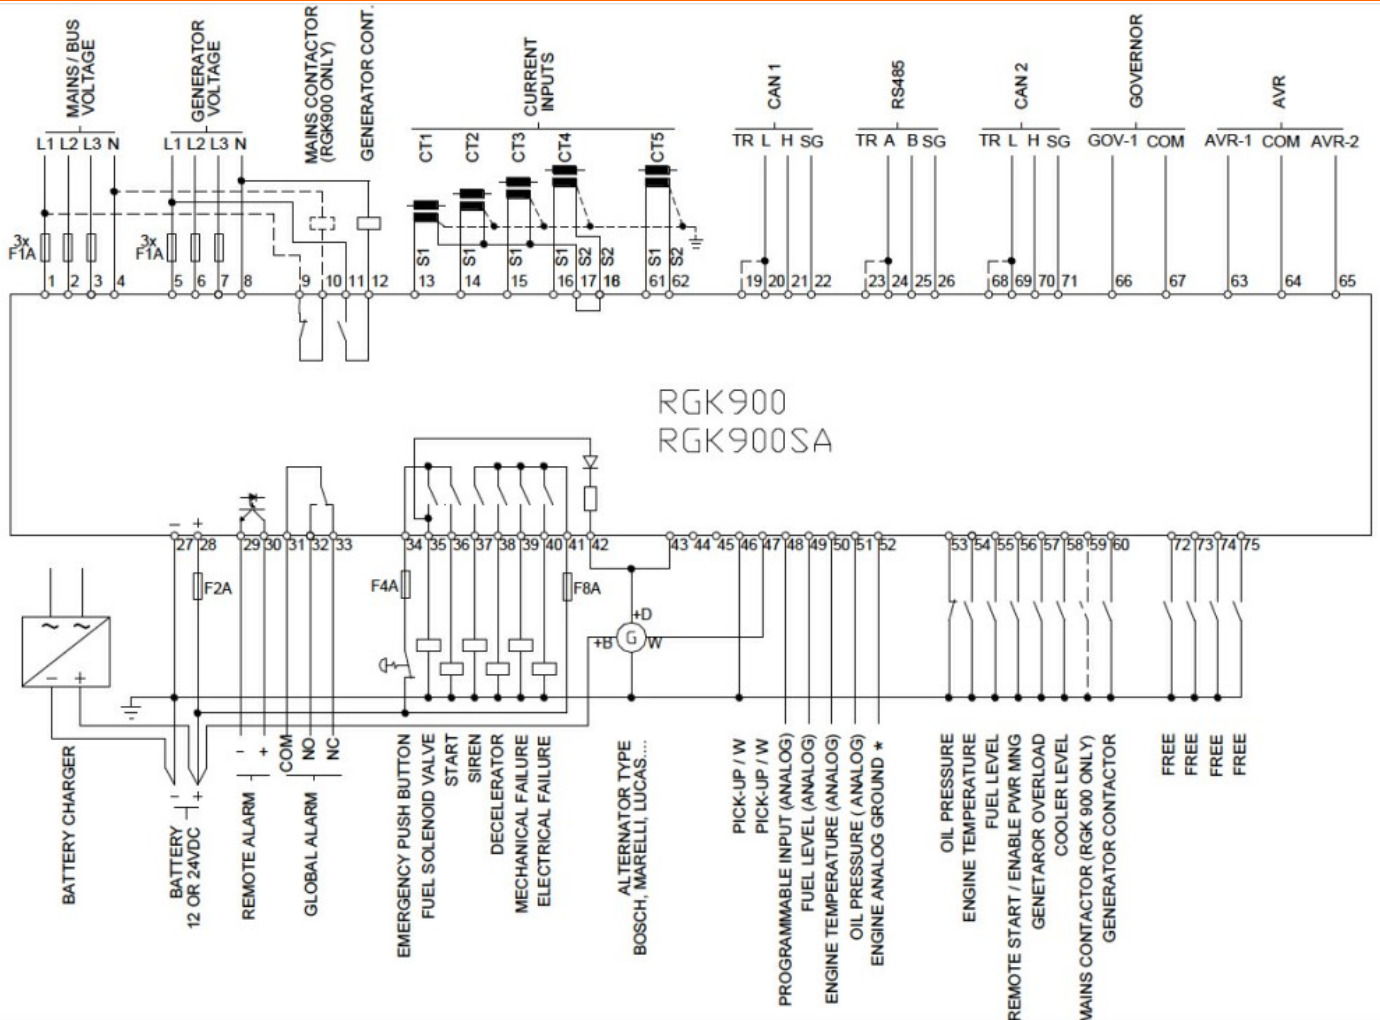 MAINS / BUS
VOLTAGE
GENERATOR
VOLTAGE
MAINS CONTACTOR
(RGK900 ONLY)
GENERATOR CONT.
CURRENT
INPUTS
CAN 1
RS485
CAN 2
GOVERNOR
AVR
L1 L2 L3 N
L1 L2 L3 N
CT1 CT2 CT3 CT4 CT5
TR L H SG
TR A B SG
TR L H SG
GOV-1 COM
AVR-1 COM AVR-2
3x
F1A
3x
F1A
S1 S1 S1 S1 S2 S2 S1 S2
1 2 3 4 5 6 7 8 9 10 11 12 13 14 15 16 17 18 61 62 19 20 21 22 23 24 25 26 68 69 70 71 66 67 63 64 65
RGK900
RGK900SA
- +
27 28 29 30 31 32 33 34 35 36 37 38 39 40 41 42 43 44 45 46 47 48 49 50 51 52 53 54 55 56 57 58 59 60 72 73 74 75
F2A
F4A
F8A
+D
+B G W
~ ~
- +
BATTERY CHARGER
- +
BATTERY
12 OR 24VDC
- +
REMOTE ALARM
COM NO NC
GLOBAL ALARM
EMERGENCY PUSH BUTTON
FUEL SOLENOID VALVE
START
SIREN
DECELERATOR
MECHANICAL FAILURE
ELECTRICAL FAILURE
ALTERNATOR TYPE
BOSCH, MARELLI, LUCAS....
PICK-UP / W
PICK-UP / W
PROGRAMMABLE INPUT (ANALOG)
FUEL LEVEL (ANALOG)
ENGINE TEMPERATURE (ANALOG)
OIL PRESSURE ( ANALOG)
ENGINE ANALOG GROUND *
OIL PRESSURE
ENGINE TEMPERATURE
FUEL LEVEL
REMOTE START / ENABLE PWR MNG
GENETAROR OVERLOAD
COOLER LEVEL
MAINS CONTACTOR (RGK 900 ONLY)
GENERATOR CONTACTOR
FREE
FREE
FREE
FREE